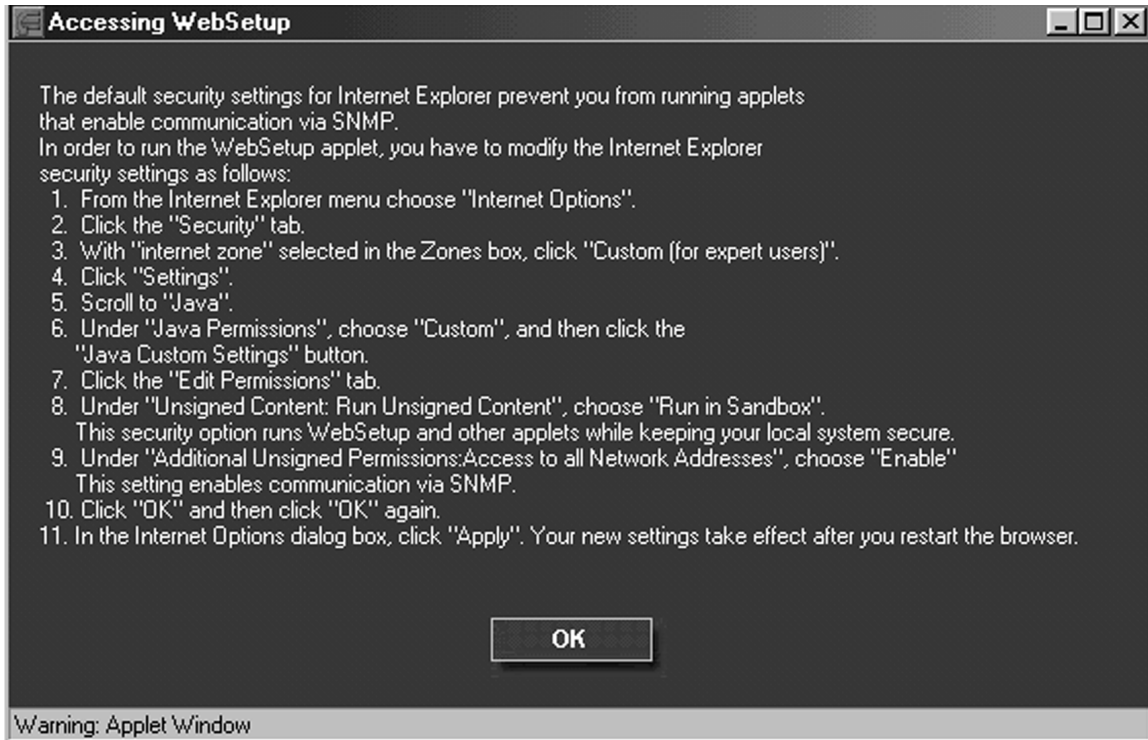 Accessing WebSetup
The default security settings for Internet Explorer prevent you from running applets
that enable communication via SNMP.
In order to run the WebSetup applet, you have to modify the Internet Explorer
security settings as follows:
1. From the Internet Explorer menu choose "Internet Options".
2. Click the "Security" tab.
3. With "internet zone" selected in the Zones box, click "Custom (for expert users)".
4. Click "Settings".
5. Scroll to "Java".
6. Under "Java Permissions", choose "Custom", and then click the
"Java Custom Settings" button.
7. Click the "Edit Permissions" tab.
8. Under "Unsigned Content: Run Unsigned Content", choose "Run in Sandbox".
This security option runs WebSetup and other applets while keeping your local system secure.
9. Under "Additional Unsigned Permissions:Access to all Network Addresses", choose "Enable"
This setting enables communication via SNMP.
10. Click "OK" and then click "OK" again.
11. In the Internet Options dialog box, click "Apply". Your new settings take effect after you restart the browser.
OK
Warning: Applet Window